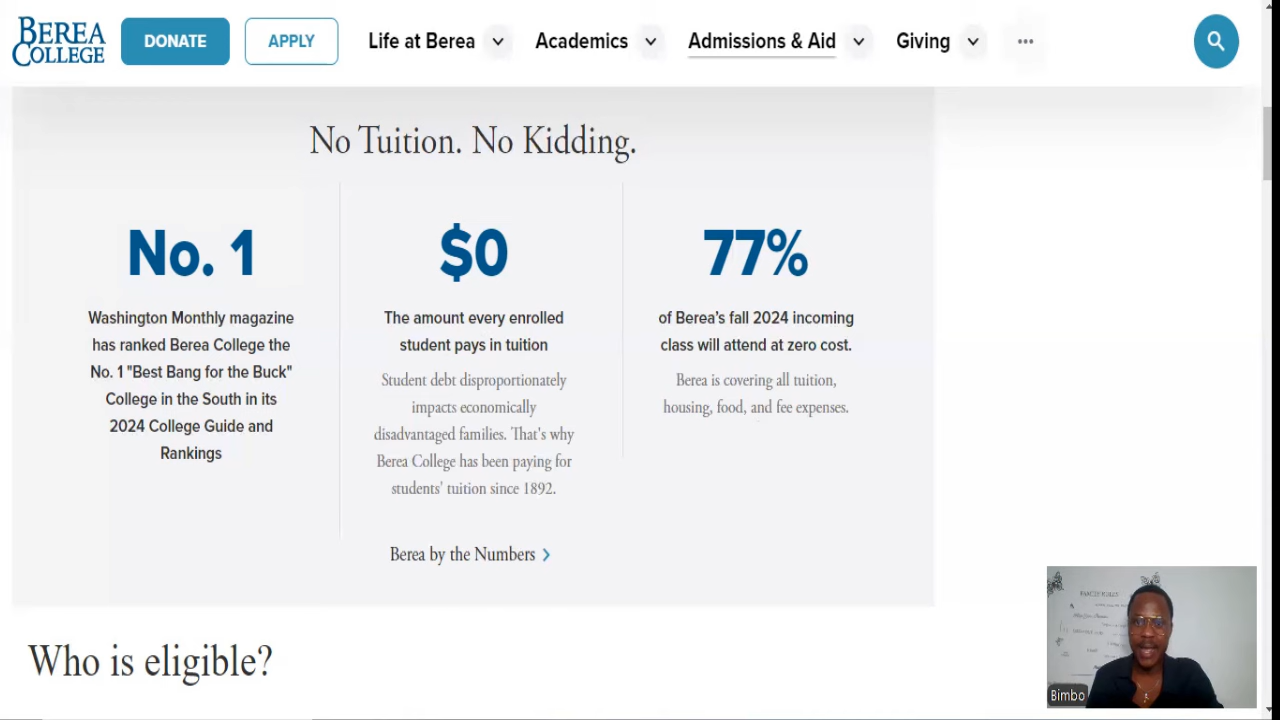 BEREA
COLLEGE
DONATE
APPLY
Life at Berea
Academics
Admissions & Aid
Giving
No Tuition. No Kidding.
No. 1
Washington Monthly magazine
has ranked Berea College the
No. 1 "Best Bang for the Buck"
College in the South in its
2024 College Guide and
Rankings
$0
The amount every enrolled
student pays in tuition
Student debt disproportionately
impacts economically
disadvantaged families. That's why
Berea College has been paying for
students' tuition since 1892.
77%
of Berea's fall 2024 incoming
class will attend at zero cost.
Berea is covering all tuition,
housing, food, and fee expenses.
Berea by the Numbers
Who is eligible?
Bimbo